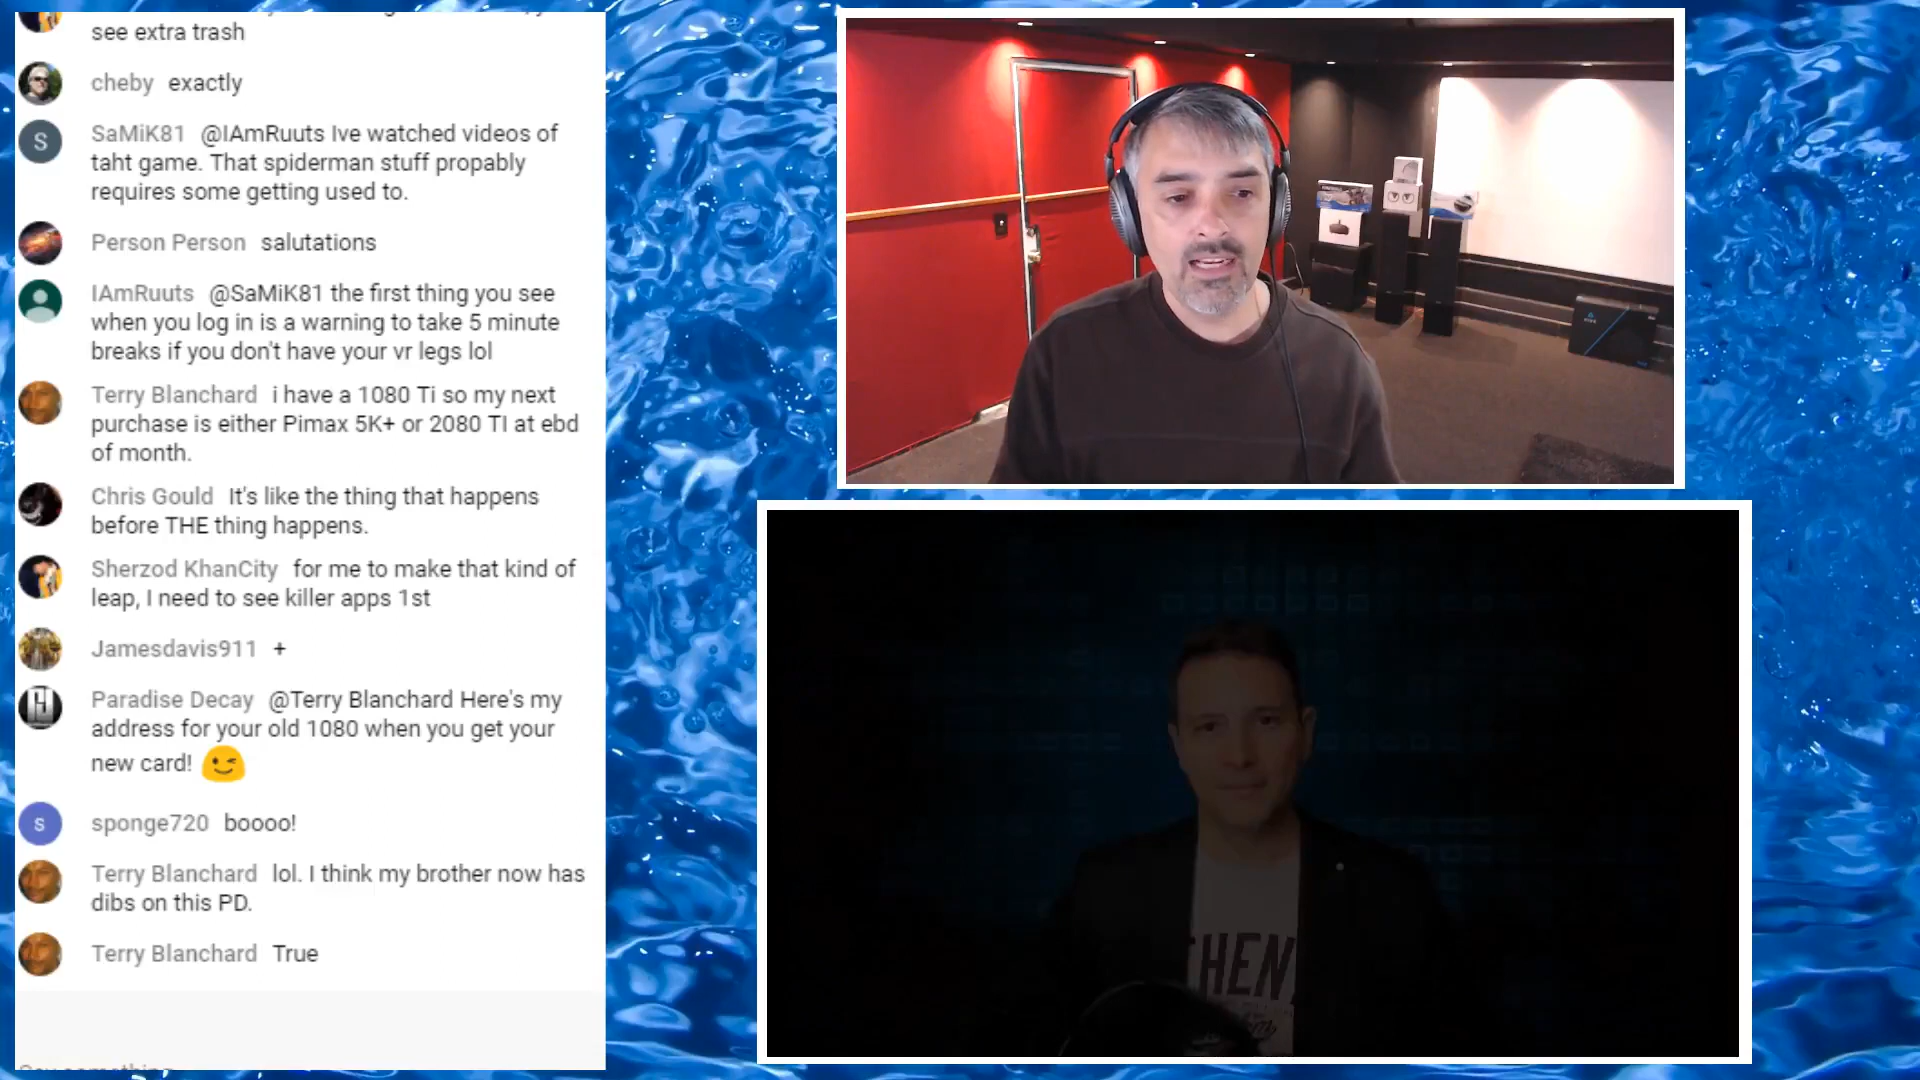 see extra trash
cheby exactly
S
SaMiK81 @IAmRuuts Ive watched videos of
taht game. That spiderman stuff propably
requires some getting used to.
Person Person salutations
IAmRuuts @SaMiK81 the first thing you see
when you log in is a warning to take 5 minute
breaks if you don't have your vr legs lol
Terry Blanchard i have a 1080 Ti so my next
purchase is either Pimax 5K+ or 2080 TI at ebd
of month.
Chris Gould It's like the thing that happens
before THE thing happens.
Sherzod KhanCity for me to make that kind of
leap, I need to see killer apps 1st
Jamesdavis911 +
Paradise Decay @Terry Blanchard Here's my
address for your old 1080 when you get your
new card! 😉
s
sponge720 boooo!
Terry Blanchard lol. I think my brother now has
dibs on this PD.
Terry Blanchard True
Say something
HEN